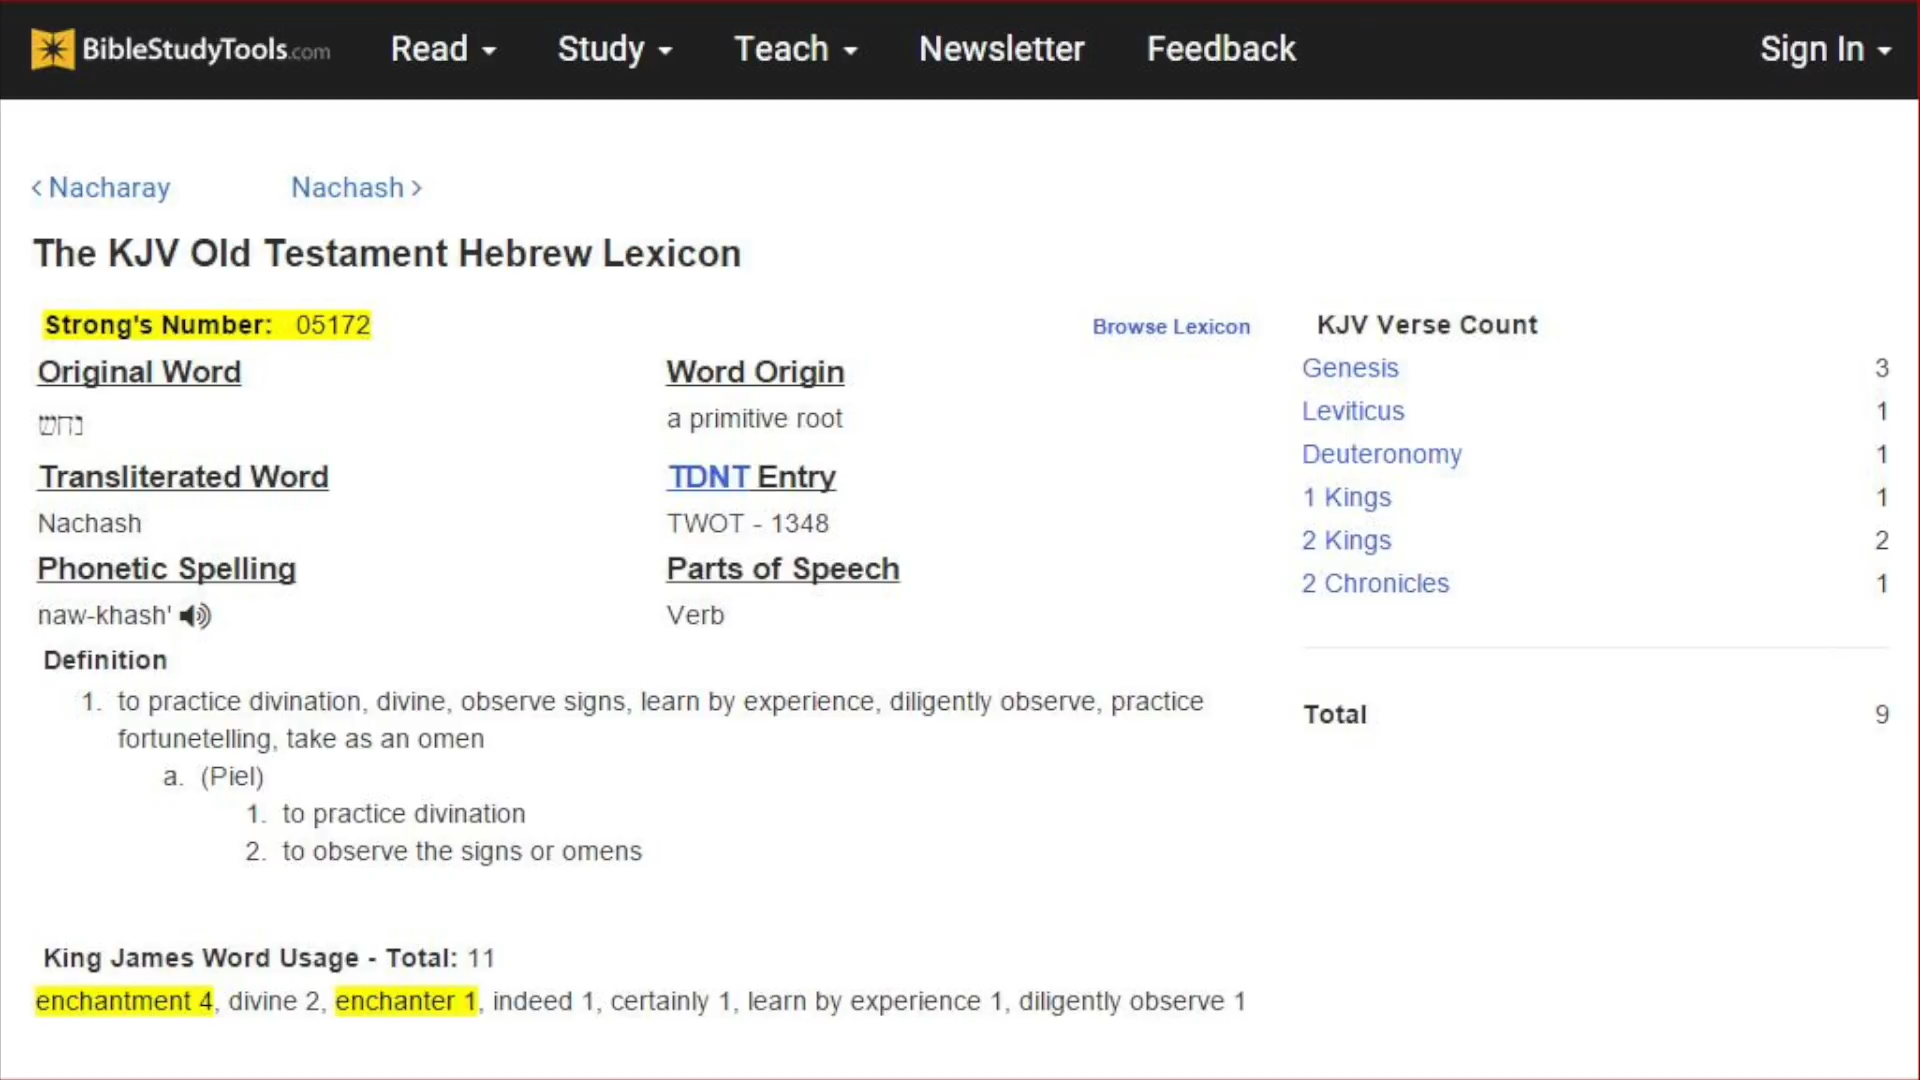 BibleStudyTools.com Read Study Teach Newsletter Feedback Sign In
< Nacharay Nachash >
The KJV Old Testament Hebrew Lexicon
Strong's Number: 05172 Browse Lexicon
Original Word Word Origin
נחש a primitive root
Transliterated Word TDNT Entry
Nachash TWOT - 1348
Phonetic Spelling Parts of Speech
naw-khash' Verb
Definition
1. to practice divination, divine, observe signs, learn by experience, diligently observe, practice
fortunetelling, take as an omen
a. (Piel)
1. to practice divination
2. to observe the signs or omens
King James Word Usage - Total: 11
enchantment 4, divine 2, enchanter 1, indeed 1, certainly 1, learn by experience 1, diligently observe 1
KJV Verse Count
Genesis 3
Leviticus 1
Deuteronomy 1
1 Kings 1
2 Kings 2
2 Chronicles 1
Total 9